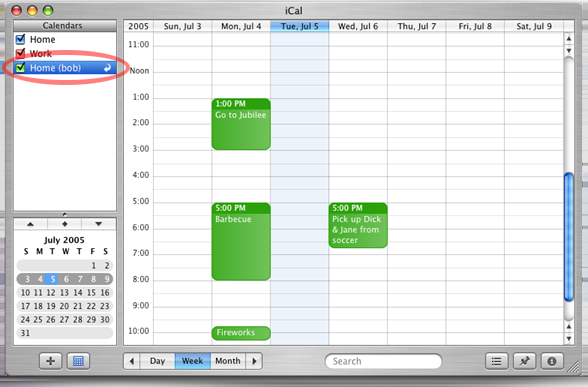 iCal
Calendars
Home
Work
Home (bob)
2005 Sun, Jul 3 Mon, Jul 4 Tue, Jul 5 Wed, Jul 6 Thu, Jul 7 Fri, Jul 8 Sat, Jul 9
11:00
Noon
1:00
2:00
3:00
4:00
5:00
6:00
7:00
8:00
9:00
10:00
1:00 PM
Go to Jubilee
5:00 PM
Barbecue
Fireworks
5:00 PM
Pick up Dick
& Jane from
soccer
July 2005
S M T W T F S
1 2
3 4 5 6 7 8 9
10 11 12 13 14 15 16
17 18 19 20 21 22 23
24 25 26 27 28 29 30
31
Day Week Month
Search